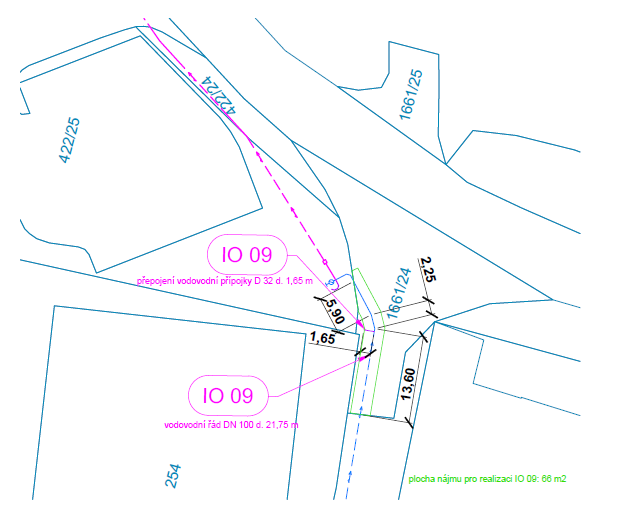 1661/25
422/24
422/25
IO 09
přepojení vodovodní přípojky D 32 d. 1,65 m
1661/24
2,25
5,90
1,65
13,60
IO 09
vodovodní řád DN 100 d. 21,75 m
254
plocha nájmu pro realizaci IO 09: 66 m2